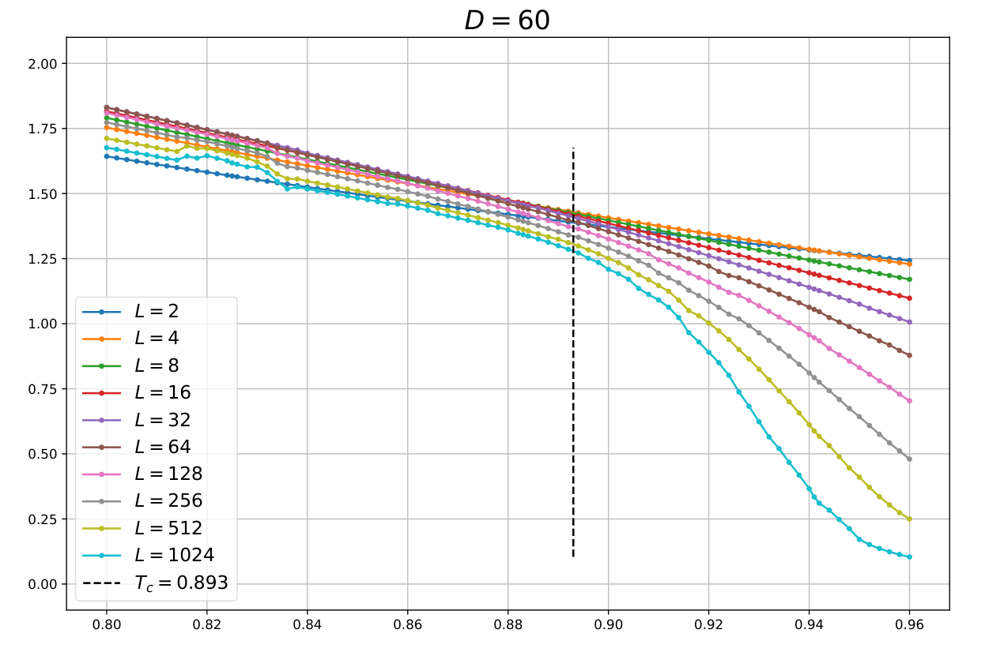 D = 60
2.00
1.75
1.50
1.25
1.00
0.75
0.50
0.25
0.00
L = 2
L = 4
L = 8
L = 16
L = 32
L = 64
L = 128
L = 256
L = 512
L = 1024
T_c = 0.893
0.80 0.82 0.84 0.86 0.88 0.90 0.92 0.94 0.96